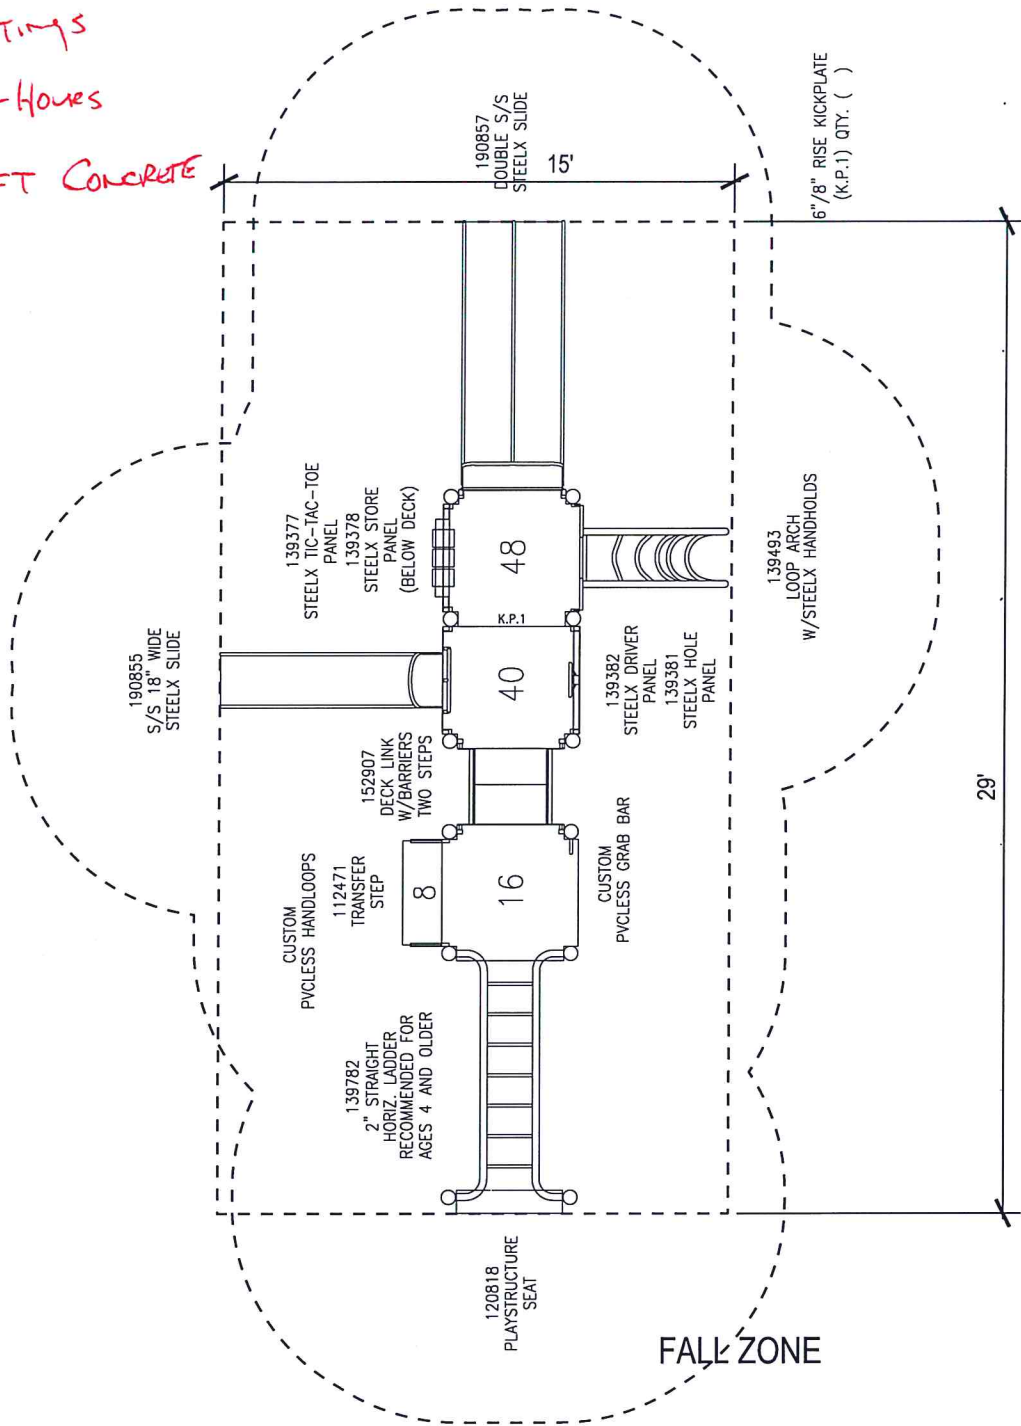 -Hours
CONCRETE
190857
DOUBLE S/S
STEELX SLIDE
15'
6"/8" RISE KICKPLATE
(K.P.1) QTY. ( )
139377
STEELX TIC-TAC-TOE
PANEL
139378
STEELX STORE
PANEL
(BELOW DECK)
48
139493
LOOP ARCH
W/STEELX HANDHOLDS
K.P.1
190855
S/S 18" WIDE
STEELX SLIDE
40
139382
STEELX DRIVER
PANEL
139381
STEELX HOLE
PANEL
152907
DECK LINK
W/BARRIERS
TWO STEPS
29'
CUSTOM
PVCLESS HANDLOOPS
112471
TRANSFER
STEP
8
16
CUSTOM
PVCLESS GRAB BAR
139782
2" STRAIGHT
HORIZ. LADDER
RECOMMENDED FOR
AGES 4 AND OLDER
120818
PLAYSTRUCTURE
SEAT
FALL ZONE